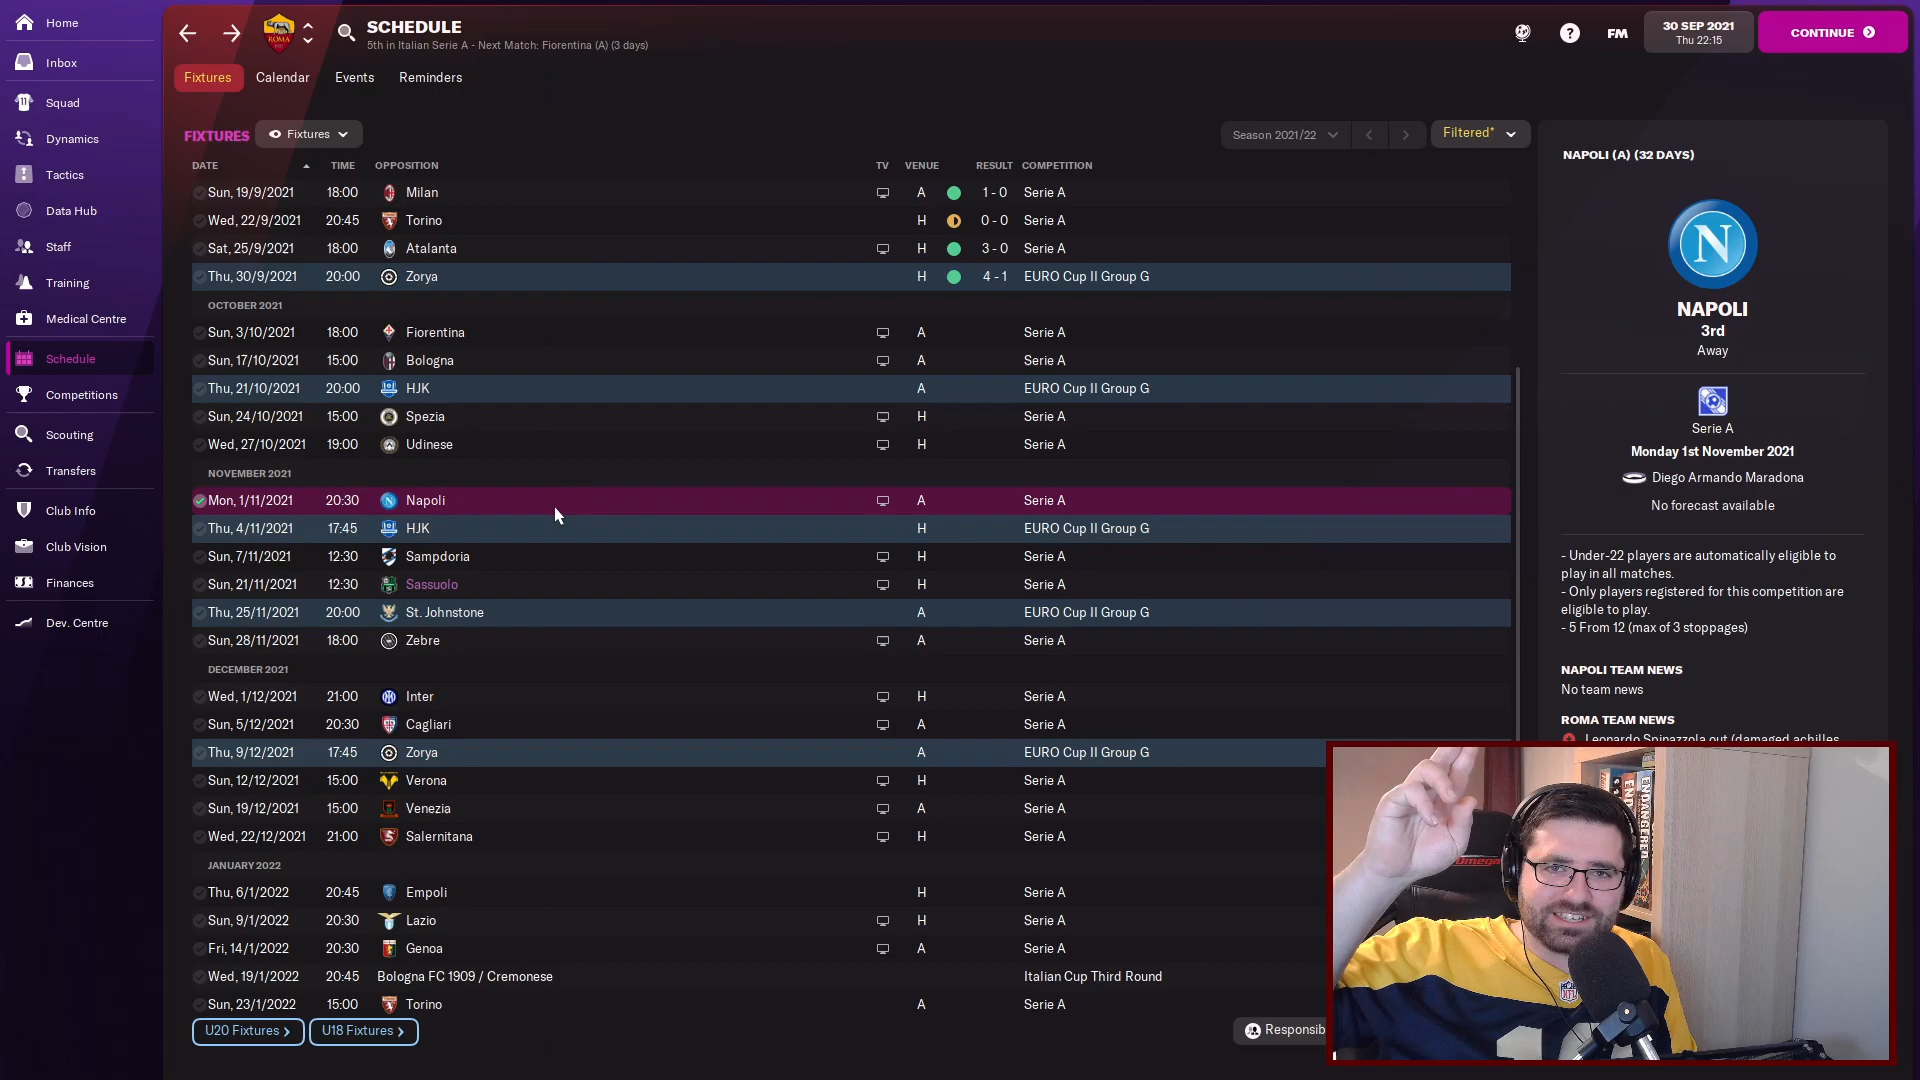 Home
Inbox
Squad
Dynamics
Tactics
Data Hub
Staff
Training
Medical Centre
Schedule
Competitions
Scouting
Transfers
Club Info
Club Vision
Finances
Dev. Centre
ROMA
SCHEDULE
5th in Italian Serie A - Next Match: Fiorentina (A) (3 days)
FM
30 SEP 2021
Thu 22:15
CONTINUE
Fixtures Calendar Events Reminders
FIXTURES Fixtures Season 2021/22 Filtered*
DATE TIME OPPOSITION TV VENUE RESULT COMPETITION
Sun, 19/9/2021 18:00 Milan A 1 - 0 Serie A
Wed, 22/9/2021 20:45 Torino H 0 - 0 Serie A
Sat, 25/9/2021 18:00 Atalanta H 3 - 0 Serie A
Thu, 30/9/2021 20:00 Zorya H 4 - 1 EURO Cup II Group G
OCTOBER 2021
Sun, 3/10/2021 18:00 Fiorentina A Serie A
Sun, 17/10/2021 15:00 Bologna A Serie A
Thu, 21/10/2021 20:00 HJK A EURO Cup II Group G
Sun, 24/10/2021 15:00 Spezia H Serie A
Wed, 27/10/2021 19:00 Udinese H Serie A
NOVEMBER 2021
Mon, 1/11/2021 20:30 Napoli A Serie A
Thu, 4/11/2021 17:45 HJK H EURO Cup II Group G
Sun, 7/11/2021 12:30 Sampdoria H Serie A
Sun, 21/11/2021 12:30 Sassuolo H Serie A
Thu, 25/11/2021 20:00 St. Johnstone A EURO Cup II Group G
Sun, 28/11/2021 18:00 Zebre A Serie A
DECEMBER 2021
Wed, 1/12/2021 21:00 Inter H Serie A
Sun, 5/12/2021 20:30 Cagliari A Serie A
Thu, 9/12/2021 17:45 Zorya A EURO Cup II Group G
Sun, 12/12/2021 15:00 Verona H Serie A
Sun, 19/12/2021 15:00 Venezia A Serie A
Wed, 22/12/2021 21:00 Salernitana H Serie A
JANUARY 2022
Thu, 6/1/2022 20:45 Empoli H Serie A
Sun, 9/1/2022 20:30 Lazio H Serie A
Fri, 14/1/2022 20:30 Genoa A Serie A
Wed, 19/1/2022 20:45 Bologna FC 1909 / Cremonese Italian Cup Third Round
Sun, 23/1/2022 15:00 Torino A Serie A
U20 Fixtures U18 Fixtures
Responsib
NAPOLI (A) (32 DAYS)
N
NAPOLI
3rd
Away
Serie A
Monday 1st November 2021
Diego Armando Maradona
No forecast available
- Under-22 players are automatically eligible to
play in all matches.
- Only players registered for this competition are
eligible to play.
- 5 From 12 (max of 3 stoppages)
NAPOLI TEAM NEWS
No team news
ROMA TEAM NEWS
Leonardo Spinazzola out (damaged achilles
ENDANGERED
Omega
NFL